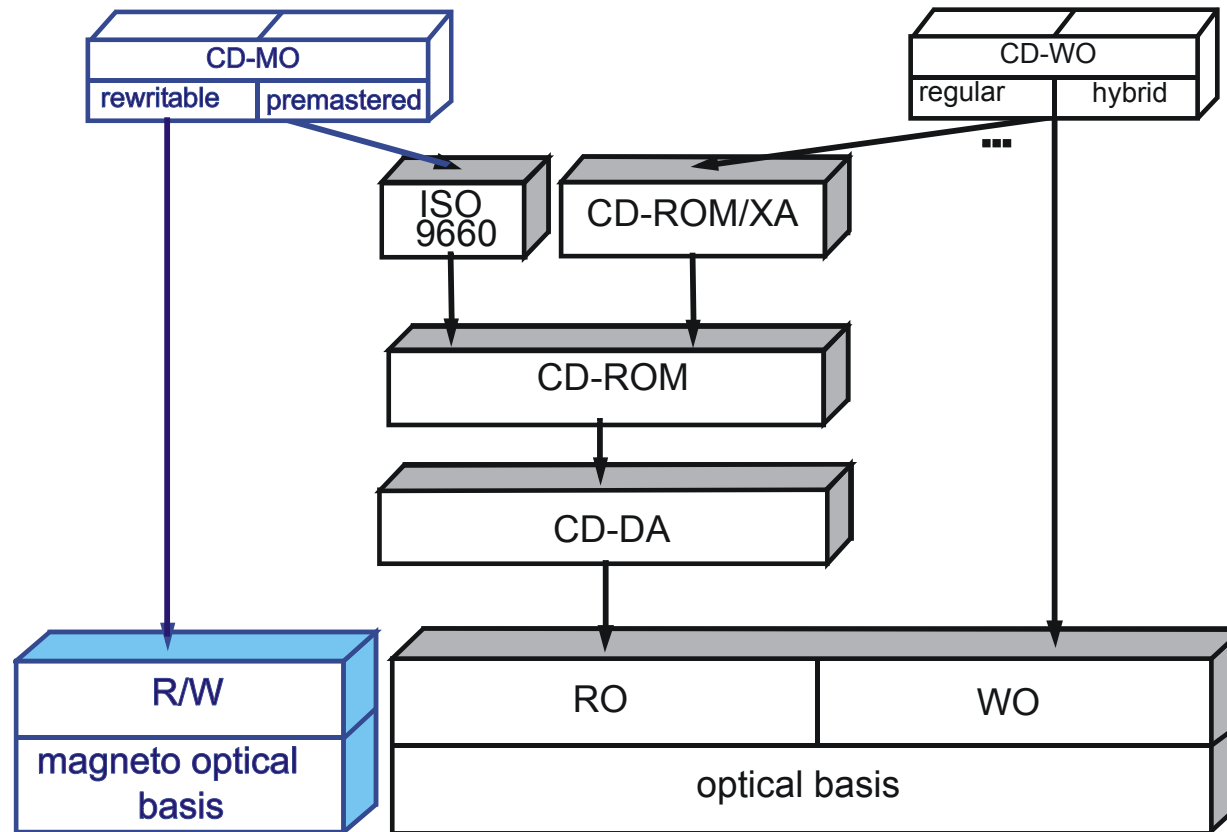 CD-MO
rewritable premastered
CD-WO
regular hybrid
...
ISO
9660
CD-ROM/XA
CD-ROM
CD-DA
R/W
magneto optical
basis
RO WO
optical basis